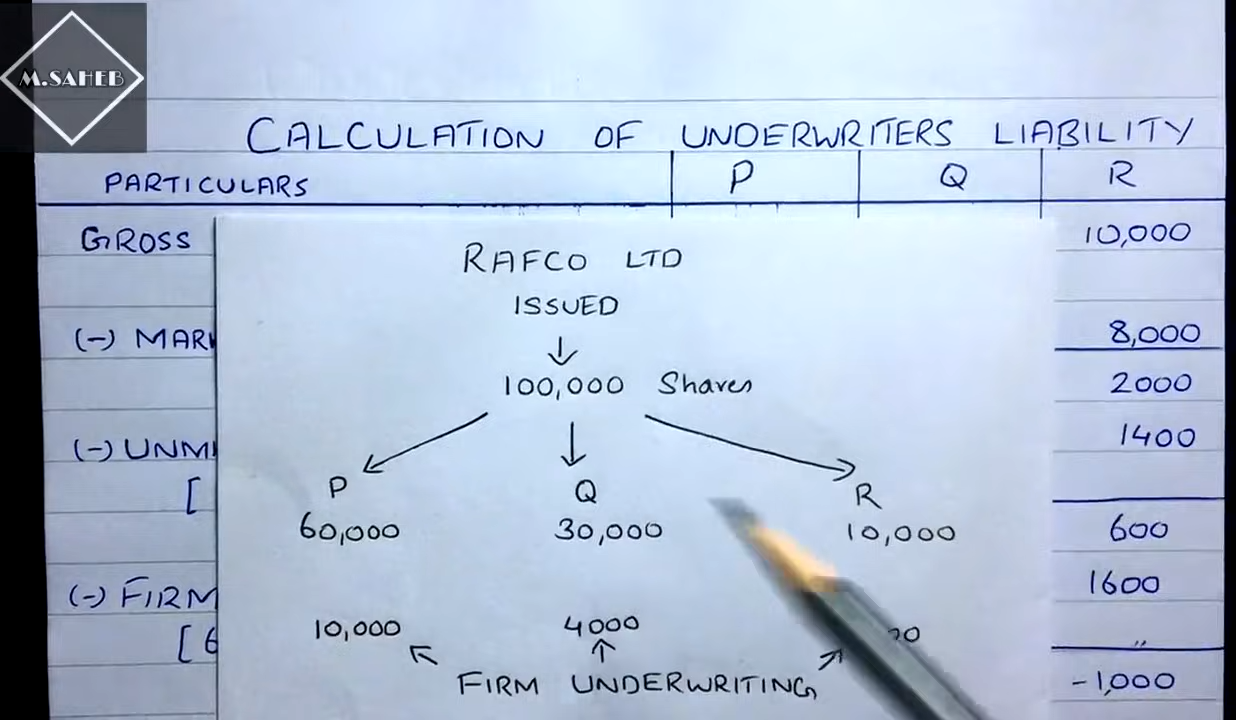 M.SAHEB
CALCULATION OF UNDERWRITERS LIABILITY
PARTICULARS P Q R
GROSS 10,000
(-) MAR 8,000
2000
(-) UNM 1400
[
600
(-) FIRM 1600
[6 "
-1,000
RAFCO LTD
ISSUED
↓
100,000 Shares
P Q R
60,000 30,000 10,000
10,000 4000
FIRM UNDERWRITING